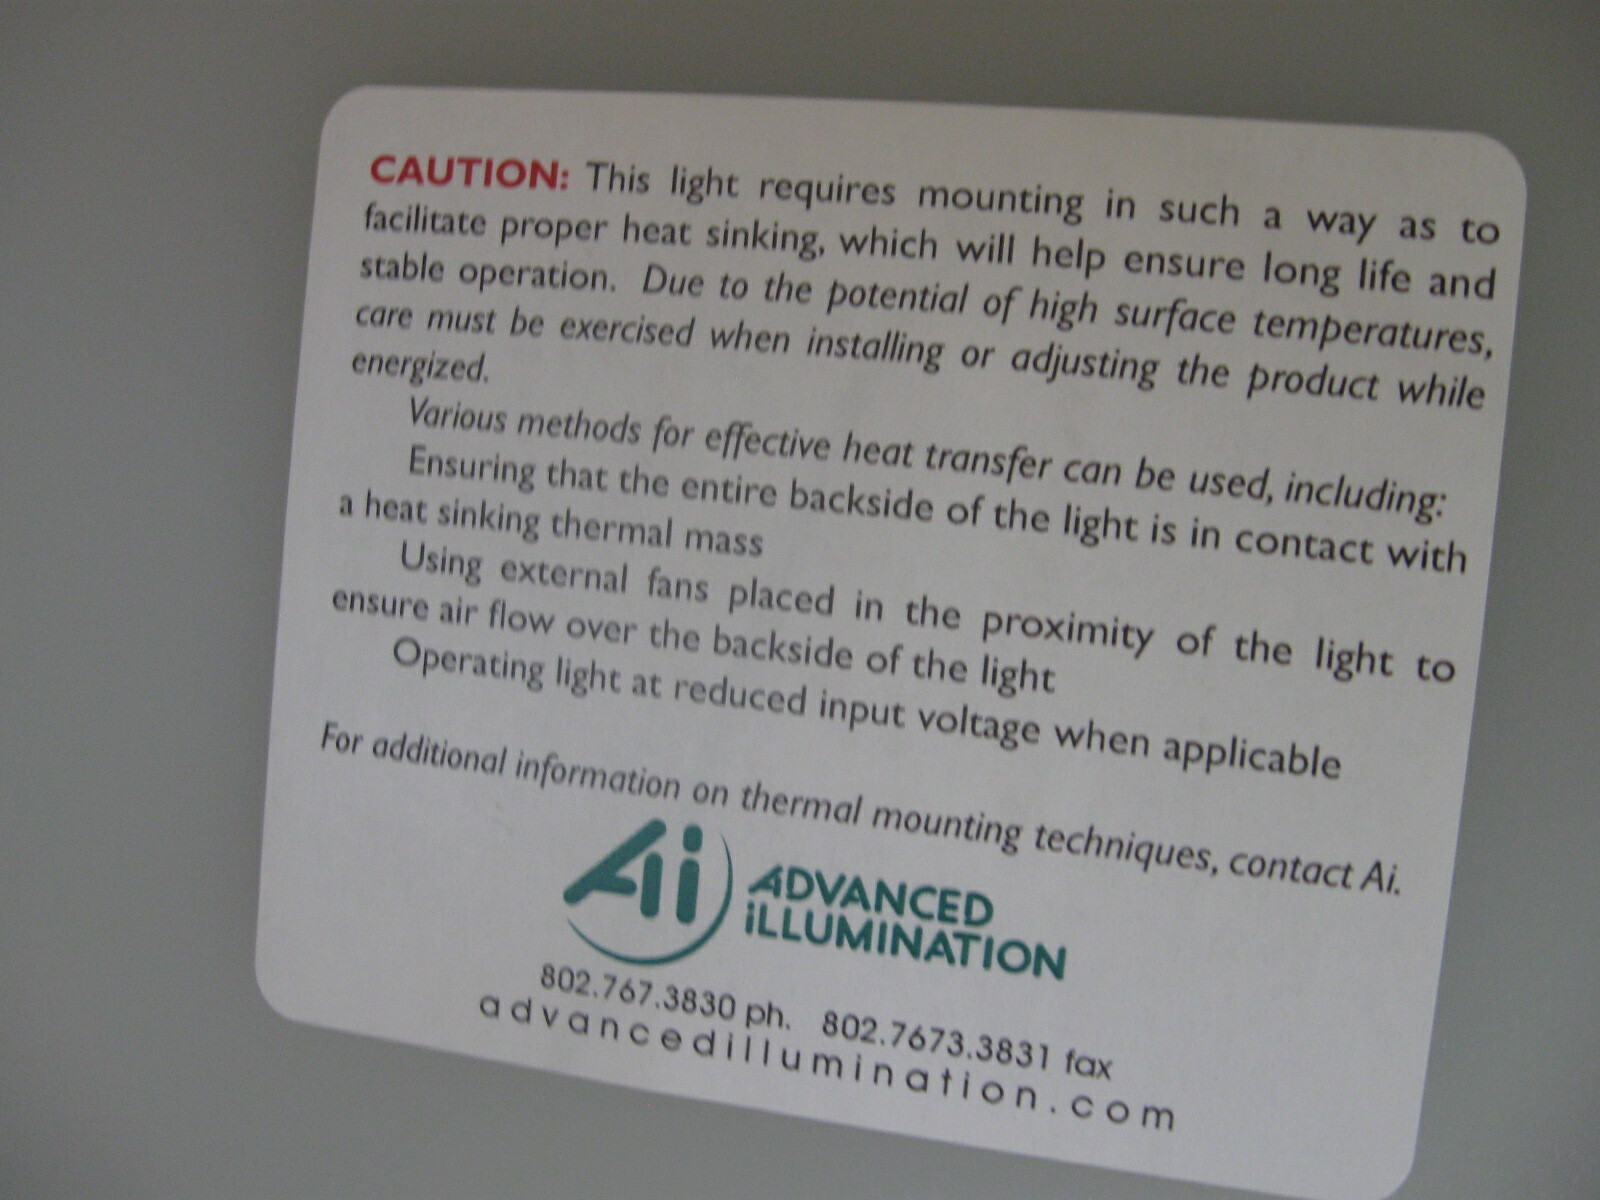 CAUTION: This light requires mounting in such a way as to
facilitate proper heat sinking, which will help ensure long life and
stable operation. Due to the potential of high surface temperatures,
care must be exercised when installing or adjusting the product while
energized.
Various methods for effective heat transfer can be used, including:
Ensuring that the entire backside of the light is in contact with
a heat sinking thermal mass
Using external fans placed in the proximity of the light to
ensure air flow over the backside of the light
Operating light at reduced input voltage when applicable
For additional information on thermal mounting techniques, contact Ai.
Ai ADVANCED
iLLUMINATION
802.767.3830 ph. 802.7673.3831 fax
advancedillumination.com